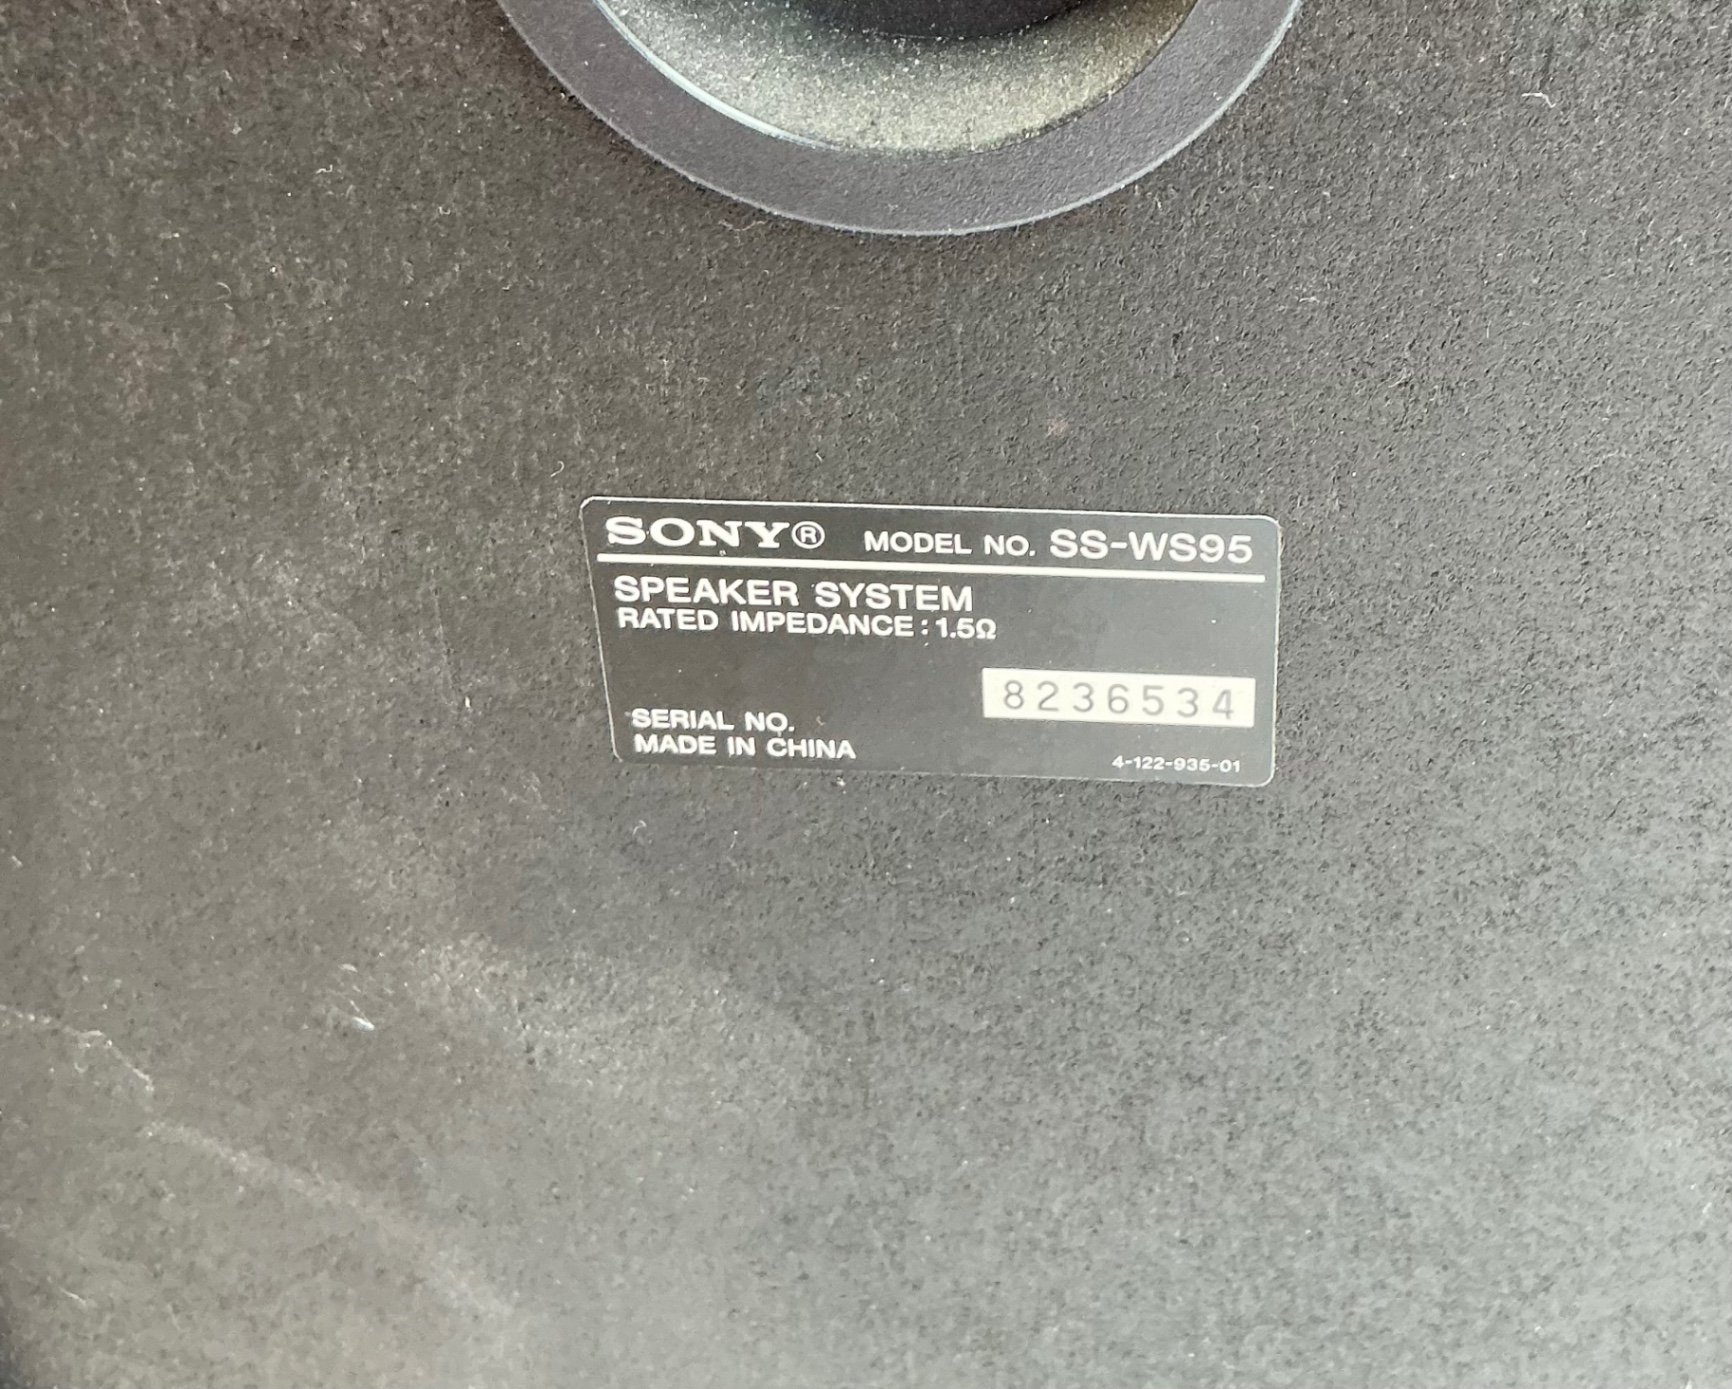 SONY® MODEL NO. SS-WS95
SPEAKER SYSTEM
RATED IMPEDANCE : 1.5Ω
8236534
SERIAL NO.
MADE IN CHINA
4-122-935-01